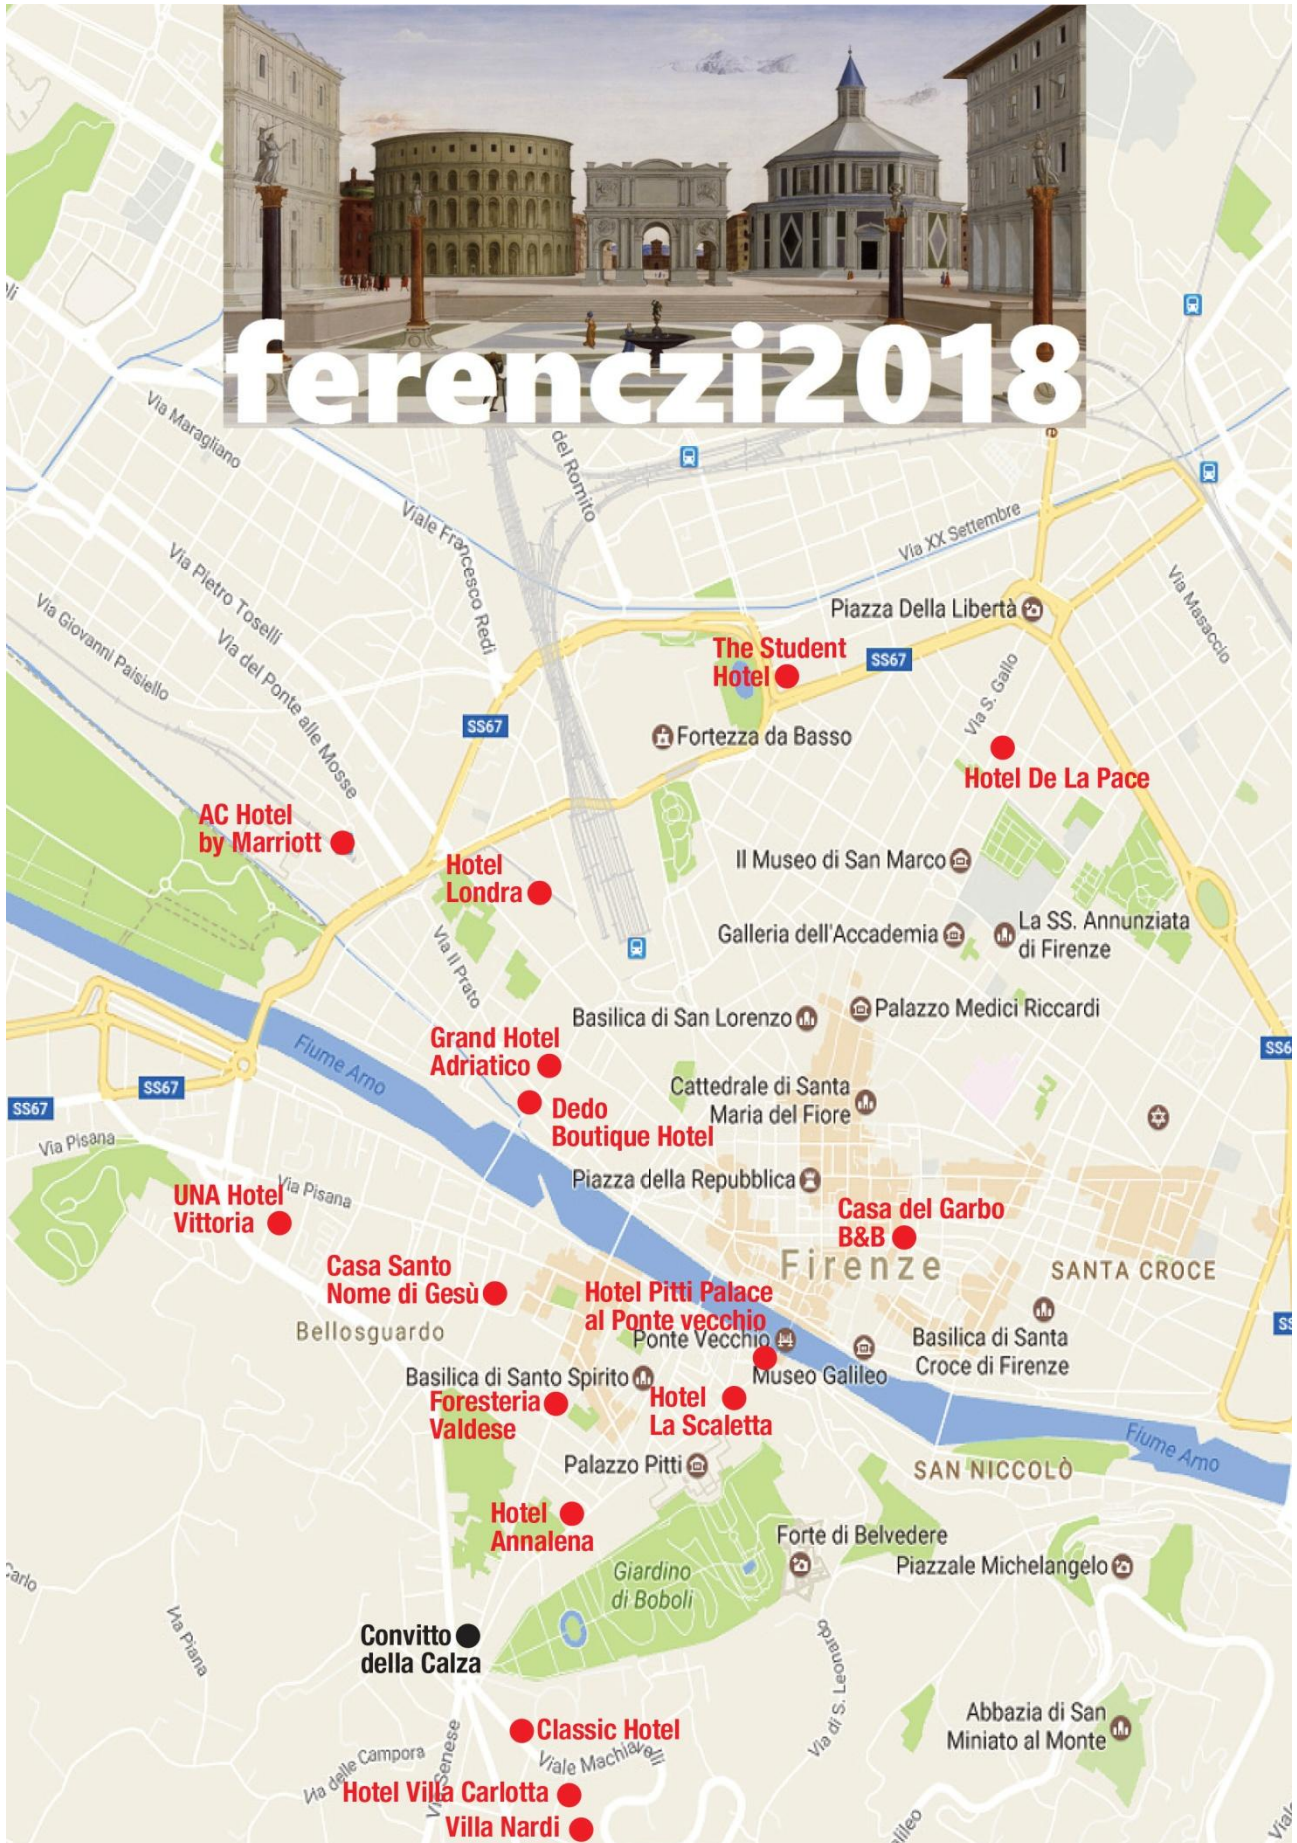 ferenczi2018
li
Via Maragliano
del Romito
Viale Francesco Redi
Via XX Settembre
Via Pietro Toselli
Via Giovanni Paisiello
Via del Ponte alle Mosse
Via Masaccio
Piazza Della Libertà
The Student
Hotel
SS67
Via S. Gallo
SS67
Fortezza da Basso
Hotel De La Pace
AC Hotel
by Marriott
Hotel
Londra
Il Museo di San Marco
Via Il Prato
Galleria dell'Accademia
La SS. Annunziata
di Firenze
Basilica di San Lorenzo
Palazzo Medici Riccardi
Fiume Arno
Grand Hotel
Adriatico
SS6
SS67
SS67
Cattedrale di Santa
Maria del Fiore
Dedo
Boutique Hotel
Via Pisana
Piazza della Repubblica
UNA Hotel
Vittoria
Via Pisana
Casa del Garbo
B&B
Firenze
SANTA CROCE
Casa Santo
Nome di Gesù
Hotel Pitti Palace
al Ponte vecchio
Bellosguardo
Ponte Vecchio
SS
Basilica di Santa
Croce di Firenze
Museo Galileo
Basilica di Santo Spirito
Foresteria
Valdese
Hotel
La Scaletta
Fiume Arno
Palazzo Pitti
SAN NICCOLÒ
Hotel
Annalena
Forte di Belvedere
Piazzale Michelangelo
Giardino
di Boboli
Carlo
Via Piana
Convitto
della Calza
Via di S. Leonardo
Abbazia di San
Miniato al Monte
Classic Hotel
Via delle Campora
Via Senese
Viale Machiavelli
Hotel Villa Carlotta
Villa Nardi
lileo
Viale